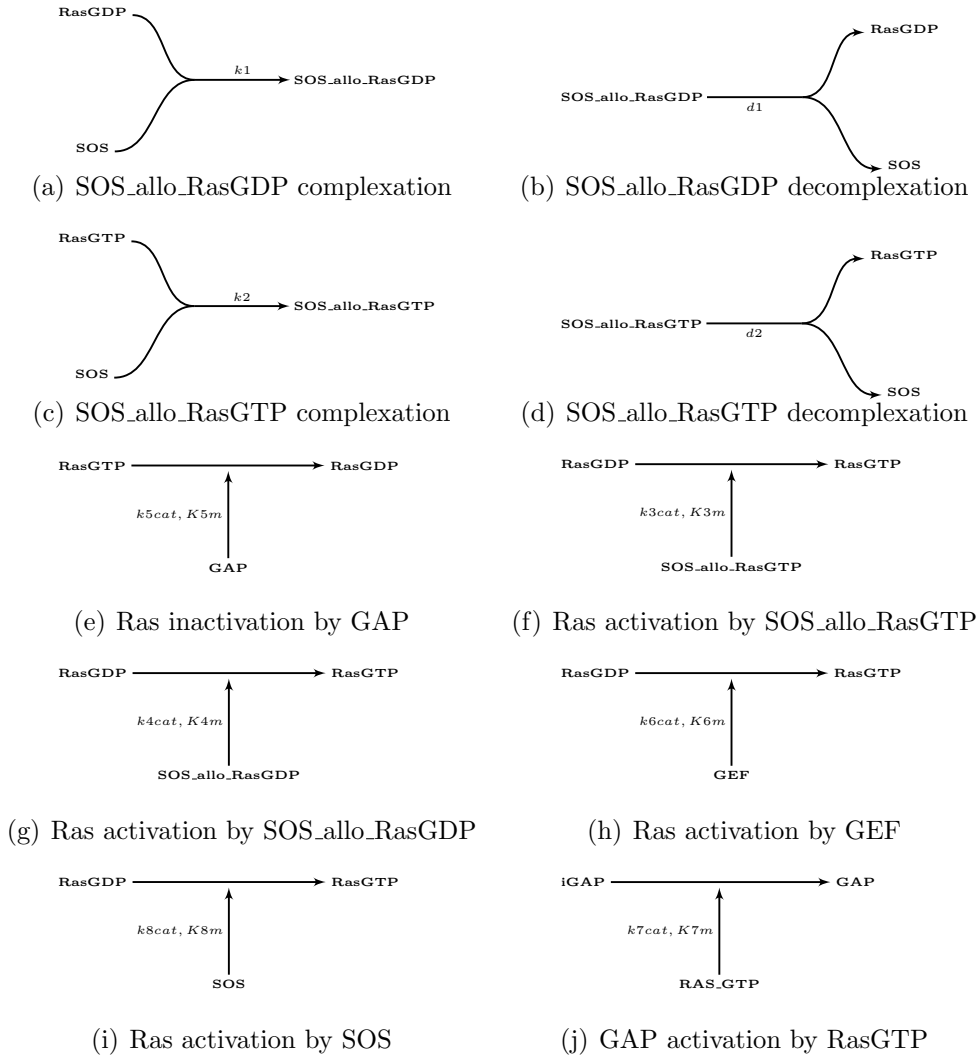 RasGDP
k1
SOS_allo_RasGDP
SOS
(a) SOS_allo_RasGDP complexation
RasGDP
SOS_allo_RasGDP
d1
SOS
(b) SOS_allo_RasGDP decomplexation
RasGTP
k2
SOS_allo_RasGTP
SOS
(c) SOS_allo_RasGTP complexation
RasGTP
SOS_allo_RasGTP
d2
SOS
(d) SOS_allo_RasGTP decomplexation
RasGTP
RasGDP
k5cat, K5m
GAP
(e) Ras inactivation by GAP
RasGDP
RasGTP
k3cat, K3m
SOS_allo_RasGTP
(f) Ras activation by SOS_allo_RasGTP
RasGDP
RasGTP
k4cat, K4m
SOS_allo_RasGDP
(g) Ras activation by SOS_allo_RasGDP
RasGDP
RasGTP
k6cat, K6m
GEF
(h) Ras activation by GEF
RasGDP
RasGTP
k8cat, K8m
SOS
(i) Ras activation by SOS
iGAP
GAP
k7cat, K7m
RAS_GTP
(j) GAP activation by RasGTP